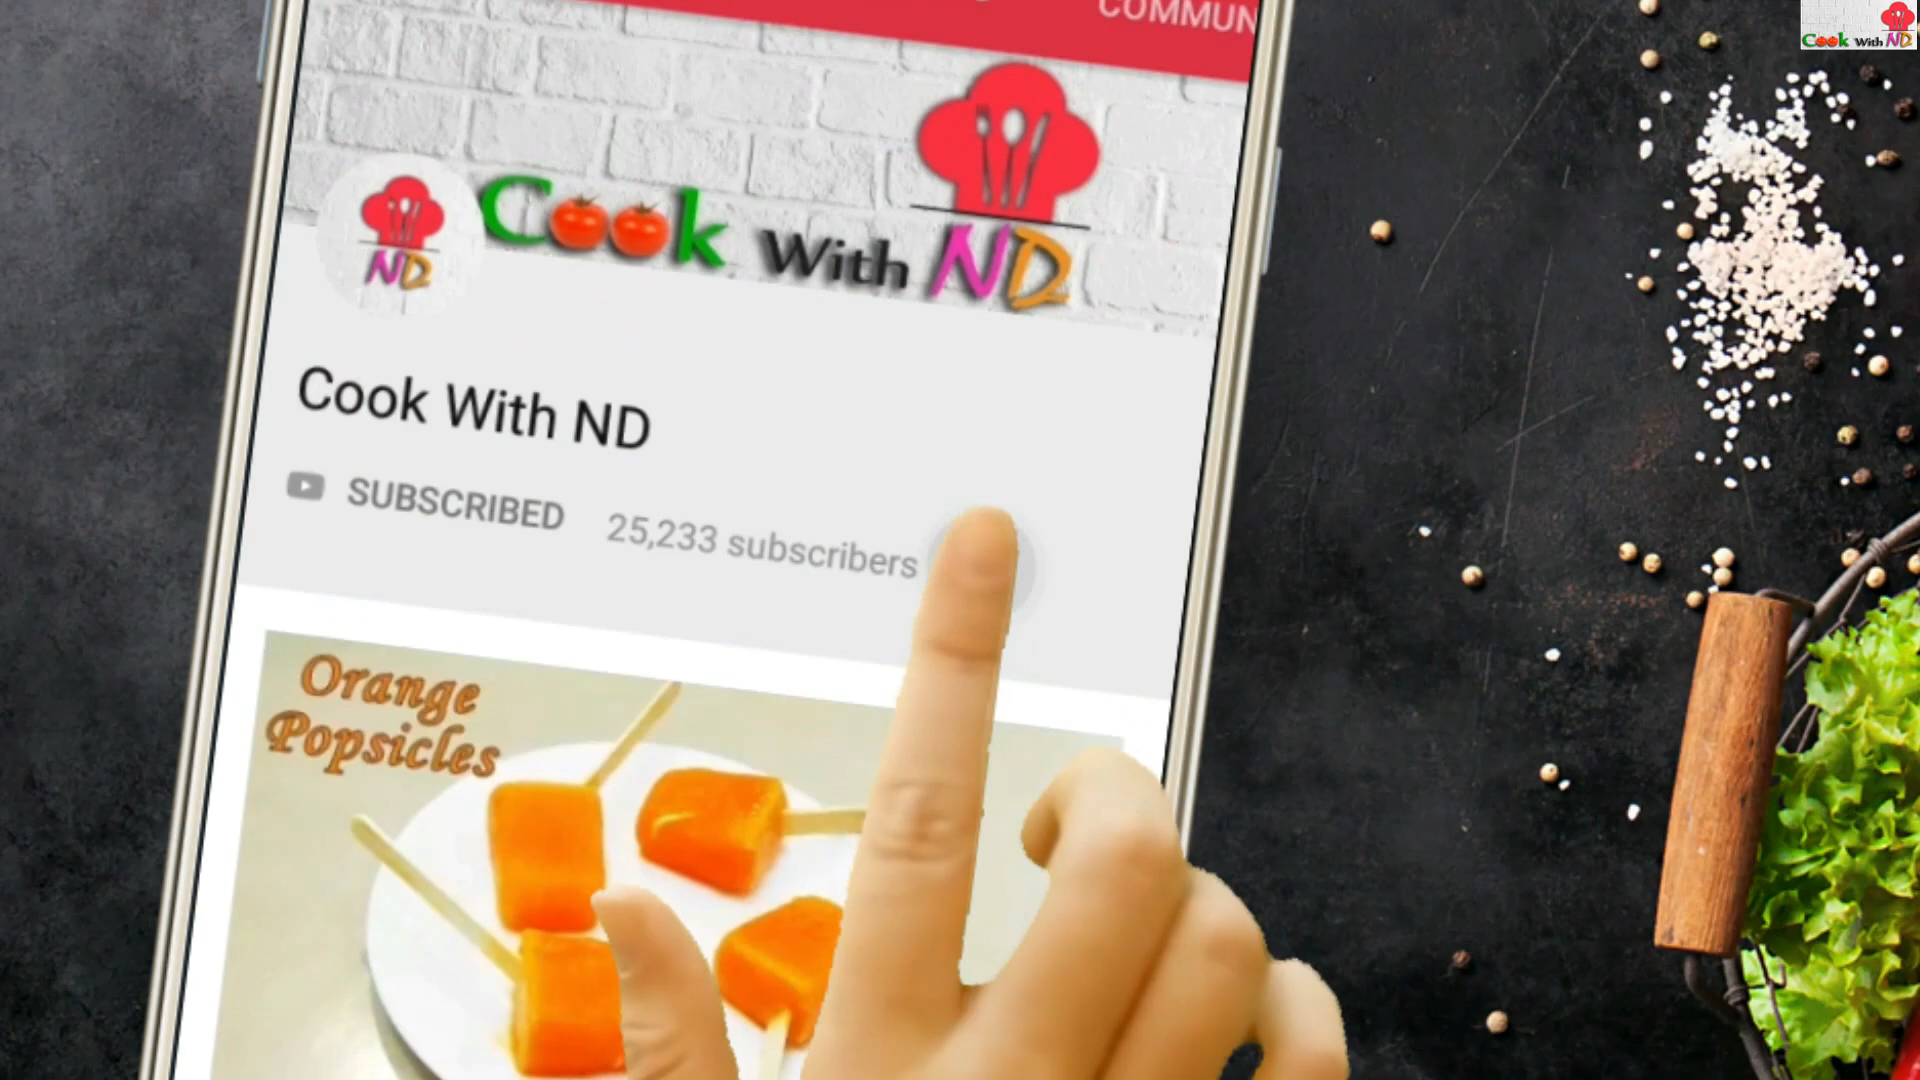 COMMUN
Cook With ND
Cook With ND
ND
Cook With ND
SUBSCRIBED 25,233 subscribers
Orange
Popsicles